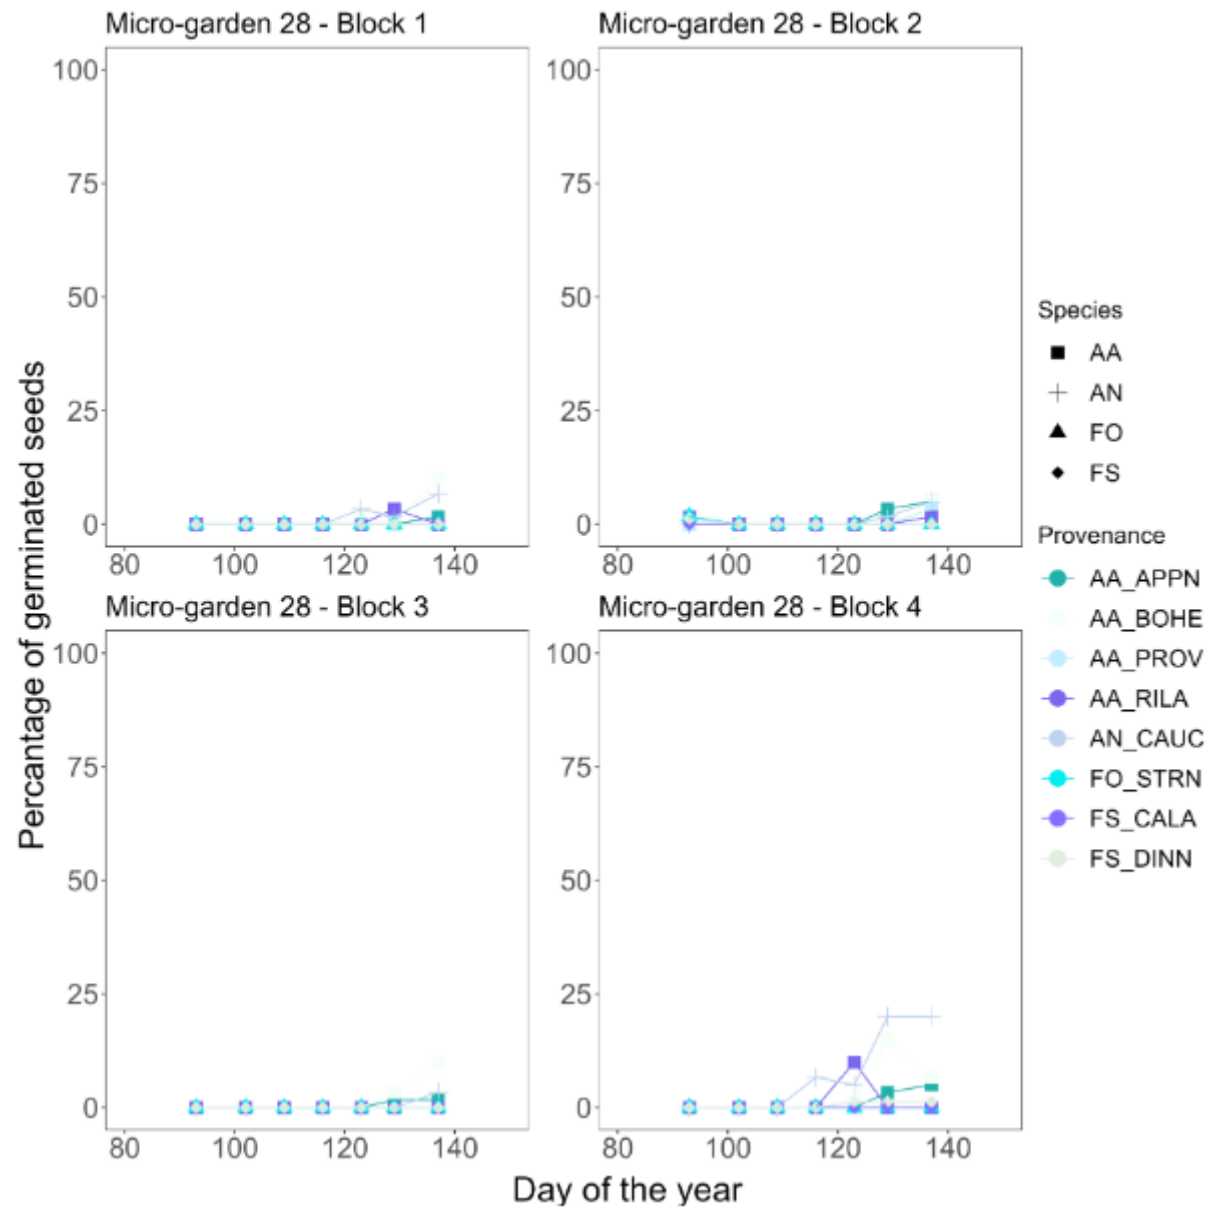 Micro-garden 28 - Block 1
Micro-garden 28 - Block 2
100
75
50
25
0
80 100 120 140
100
75
50
25
0
80 100 120 140
Micro-garden 28 - Block 3
Micro-garden 28 - Block 4
100
75
50
25
0
80 100 120 140
100
75
50
25
0
80 100 120 140
Percantage of germinated seeds
Day of the year
Species
AA
AN
FO
FS
Provenance
AA_APPN
AA_BOHE
AA_PROV
AA_RILA
AN_CAUC
FO_STRN
FS_CALA
FS_DINN